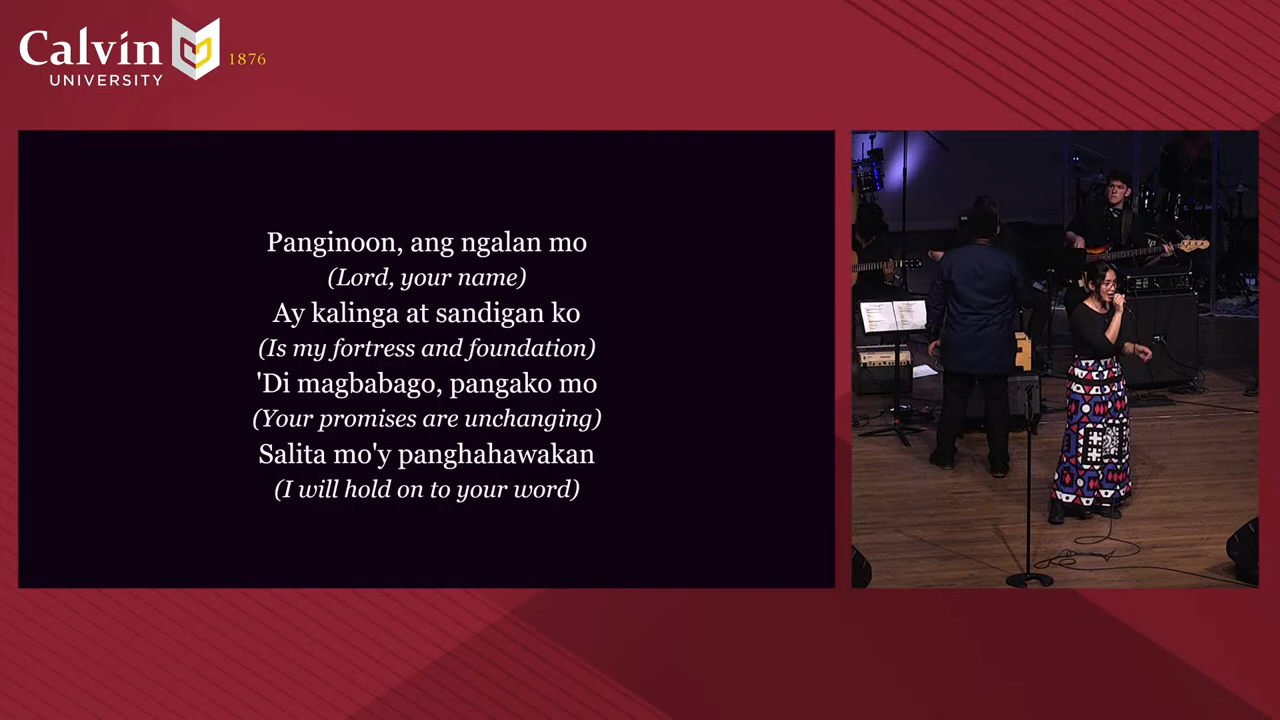 Calvin
UNIVERSITY
1876
Panginoon, ang ngalan mo
(Lord, your name)
Ay kalinga at sandigan ko
(Is my fortress and foundation)
'Di magbabago, pangako mo
(Your promises are unchanging)
Salita mo'y panghahawakan
(I will hold on to your word)